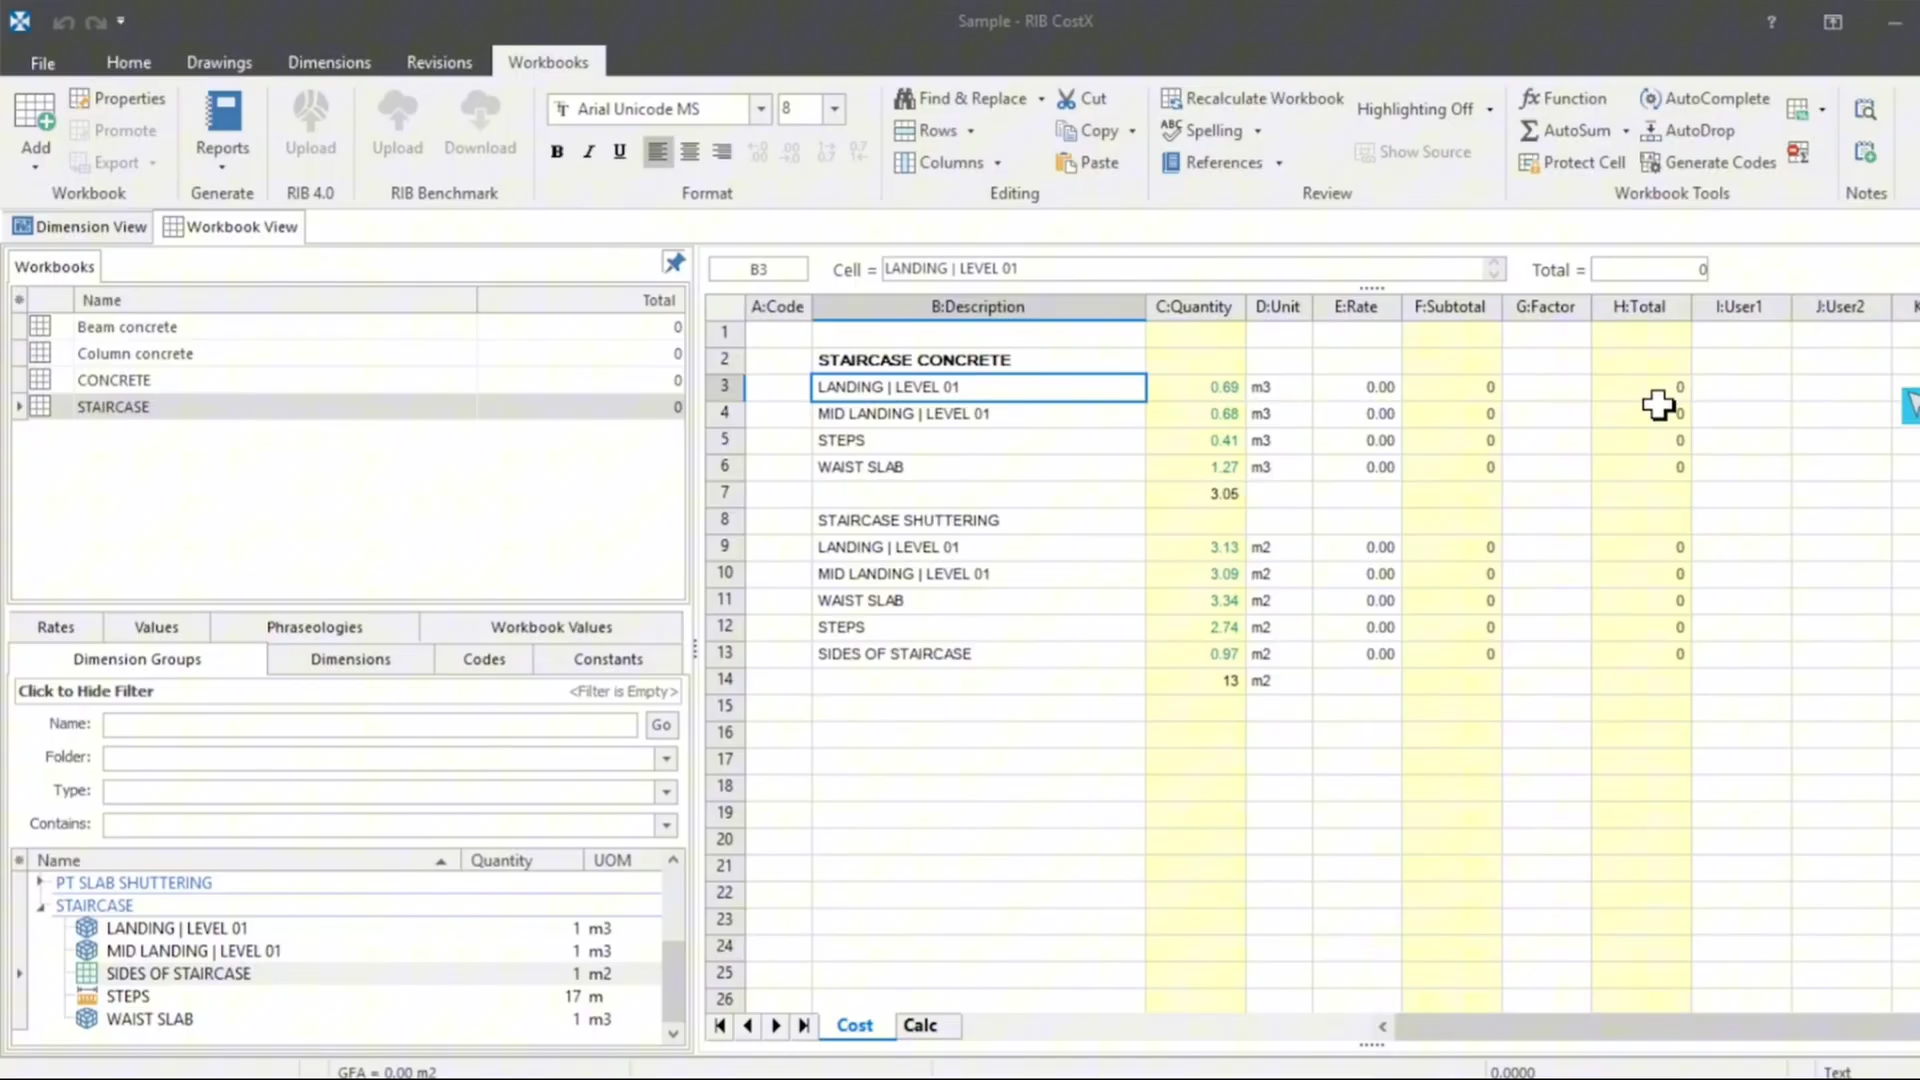 Sample - RIB CostX
File Home Drawings Dimensions Revisions Workbooks
Add
Properties
Promote
Export
Workbook
Reports
Generate
Upload
RIB 4.0
Upload Download
RIB Benchmark
Arial Unicode MS 8
B I U
Format
Find & Replace Cut
Rows Copy
Columns Paste
Editing
Recalculate Workbook Highlighting Off
Spelling
References Show Source
Review
Function AutoComplete
AutoSum AutoDrop
Protect Cell Generate Codes
Workbook Tools
Notes
Dimension View Workbook View
Workbooks
Name Total
Beam concrete 0
Column concrete 0
CONCRETE 0
STAIRCASE 0
Rates Values Phraseologies Workbook Values
Dimension Groups Dimensions Codes Constants
Click to Hide Filter <Filter is Empty>
Name: Go
Folder:
Type:
Contains:
Name Quantity UOM
PT SLAB SHUTTERING
STAIRCASE
LANDING | LEVEL 01 1 m3
MID LANDING | LEVEL 01 1 m3
SIDES OF STAIRCASE 1 m2
STEPS 17 m
WAIST SLAB 1 m3
B3 Cell = LANDING | LEVEL 01 Total = 0
A:Code B:Description C:Quantity D:Unit E:Rate F:Subtotal G:Factor H:Total I:User1 J:User2
1
2 STAIRCASE CONCRETE
3 LANDING | LEVEL 01 0.69 m3 0.00 0 0
4 MID LANDING | LEVEL 01 0.68 m3 0.00 0 0
5 STEPS 0.41 m3 0.00 0 0
6 WAIST SLAB 1.27 m3 0.00 0 0
7 3.05
8 STAIRCASE SHUTTERING
9 LANDING | LEVEL 01 3.13 m2 0.00 0 0
10 MID LANDING | LEVEL 01 3.09 m2 0.00 0 0
11 WAIST SLAB 3.34 m2 0.00 0 0
12 STEPS 2.74 m2 0.00 0 0
13 SIDES OF STAIRCASE 0.97 m2 0.00 0 0
14 13 m2
15
16
17
18
19
20
21
22
23
24
25
26
Cost Calc
GFA = 0.00 m2 0.0000 Text